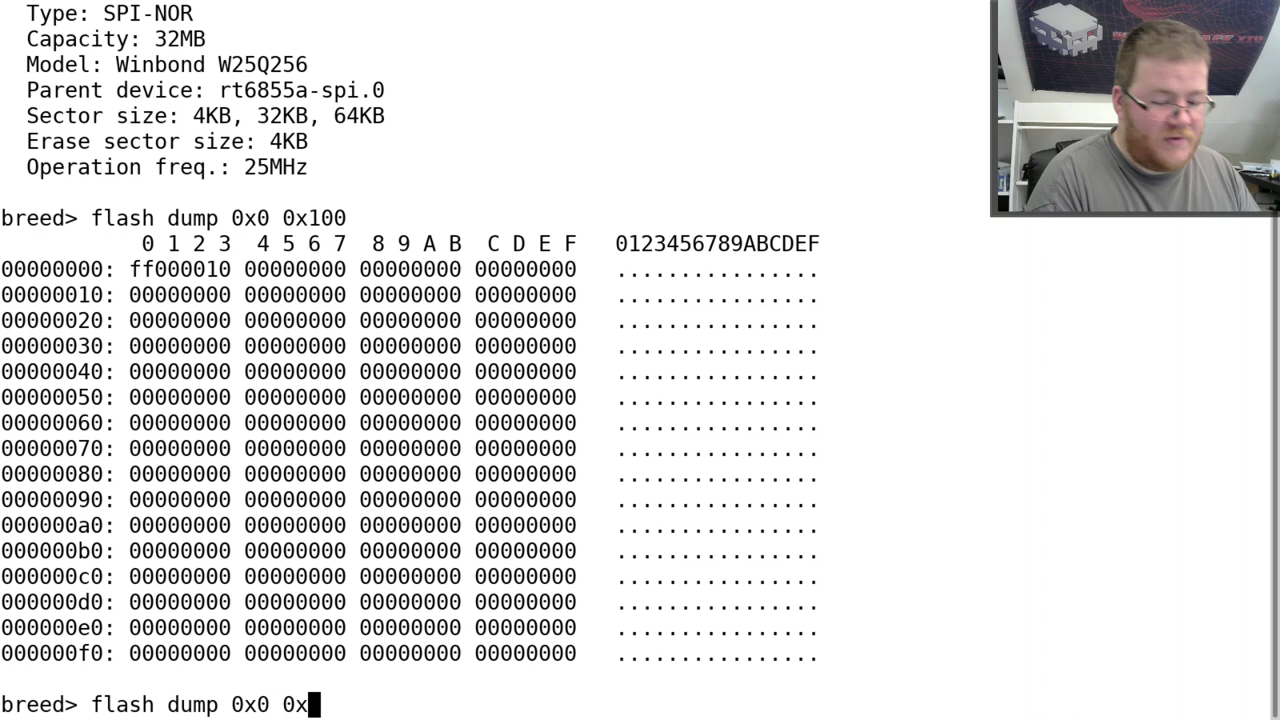 Type: SPI-NOR
Capacity: 32MB
Model: Winbond W25Q256
Parent device: rt6855a-spi.0
Sector size: 4KB, 32KB, 64KB
Erase sector size: 4KB
Operation freq.: 25MHz
breed> flash dump 0x0 0x100
0 1 2 3 4 5 6 7 8 9 A B C D E F 0123456789ABCDEF
00000000: ff000010 00000000 00000000 00000000 ................
00000010: 00000000 00000000 00000000 00000000 ................
00000020: 00000000 00000000 00000000 00000000 ................
00000030: 00000000 00000000 00000000 00000000 ................
00000040: 00000000 00000000 00000000 00000000 ................
00000050: 00000000 00000000 00000000 00000000 ................
00000060: 00000000 00000000 00000000 00000000 ................
00000070: 00000000 00000000 00000000 00000000 ................
00000080: 00000000 00000000 00000000 00000000 ................
00000090: 00000000 00000000 00000000 00000000 ................
000000a0: 00000000 00000000 00000000 00000000 ................
000000b0: 00000000 00000000 00000000 00000000 ................
000000c0: 00000000 00000000 00000000 00000000 ................
000000d0: 00000000 00000000 00000000 00000000 ................
000000e0: 00000000 00000000 00000000 00000000 ................
000000f0: 00000000 00000000 00000000 00000000 ................
breed> flash dump 0x0 0x